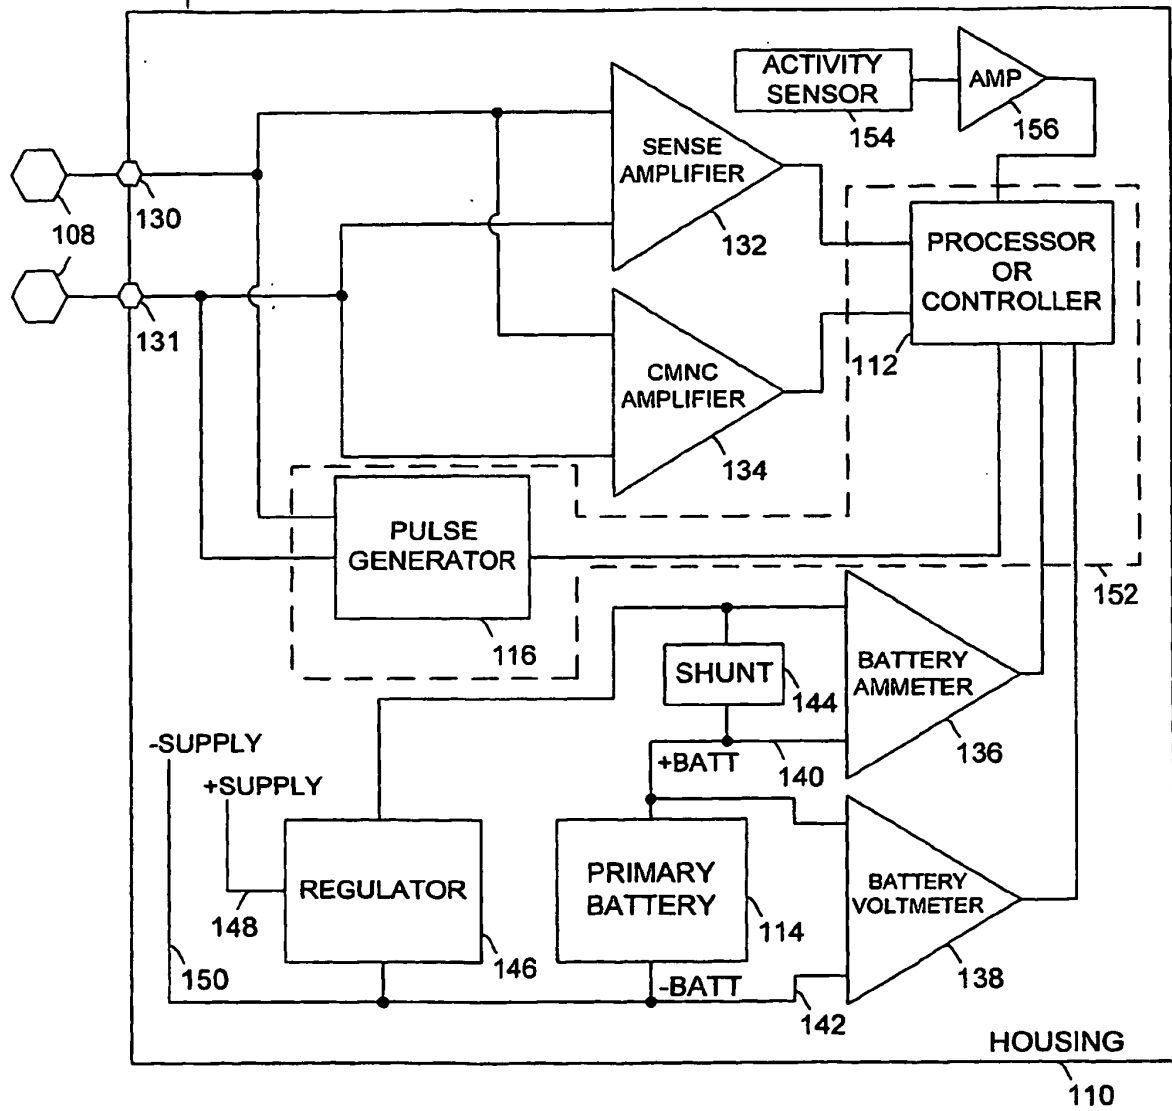 ACTIVITY
SENSOR
154
AMP
156
SENSE
AMPLIFIER
132
130
108
131
PROCESSOR
OR
CONTROLLER
112
CMNC
AMPLIFIER
134
PULSE
GENERATOR
116
152
SHUNT
144
BATTERY
AMMETER
136
-SUPPLY
+SUPPLY
+BATT
140
REGULATOR
148
150
146
PRIMARY
BATTERY
114
BATTERY
VOLTMETER
138
-BATT
142
HOUSING
110